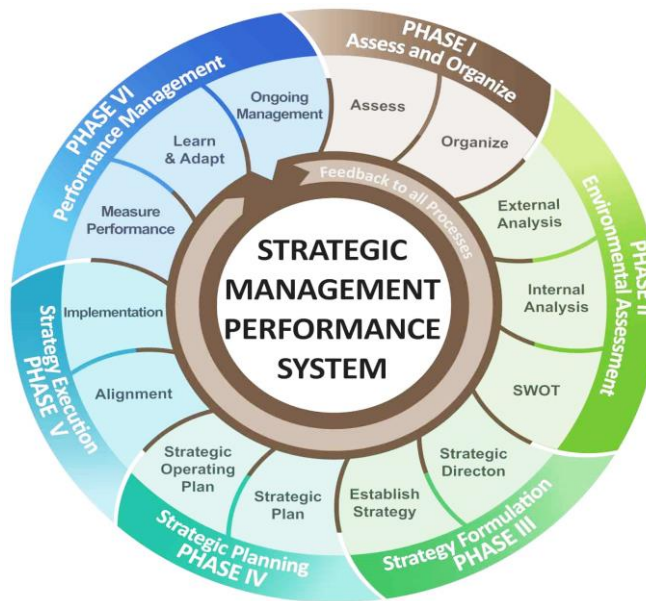 PHASE I
Assess and Organize
Assess
Organize
PHASE II
Environmental Assessment
External
Analysis
Internal
Analysis
SWOT
Strategy Formulation
PHASE III
Strategic
Directon
Establish
Strategy
Strategic Planning
PHASE IV
Strategic
Plan
Strategic
Operating
Plan
Strategy Execution
PHASE V
Alignment
Implementation
PHASE VI
Performance Management
Measure
Performance
Learn
& Adapt
Ongoing
Management
Feedback to all Processes
STRATEGIC
MANAGEMENT
PERFORMANCE
SYSTEM